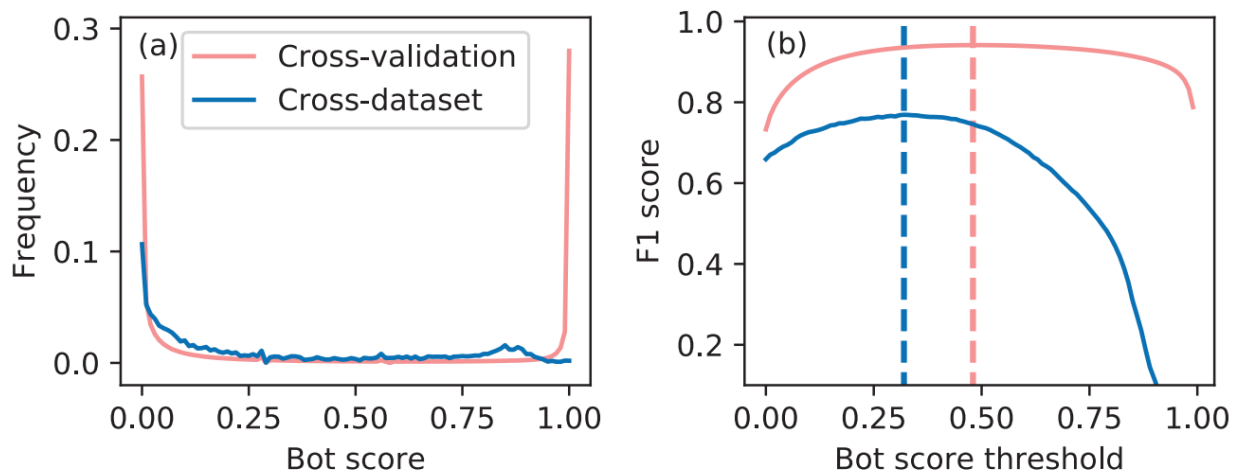 (a)
Cross-validation
Cross-dataset
0.3
0.2
0.1
0.0
Frequency
0.00 0.25 0.50 0.75 1.00
Bot score
(b)
1.0
0.8
0.6
0.4
0.2
F1 score
0.00 0.25 0.50 0.75 1.00
Bot score threshold